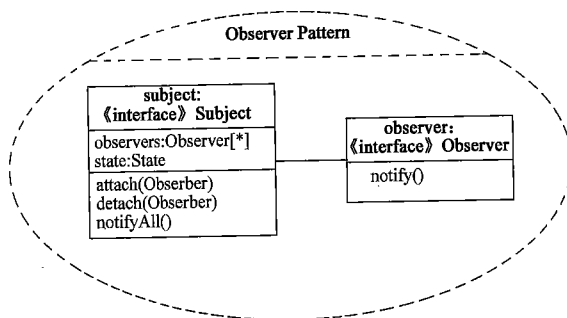 Observer Pattern
subject:
《interface》 Subject
observers:Observer[*]
state:State
attach(Obserber)
detach(Obserber)
notifyAll()
observer:
《interface》 Observer
notify()